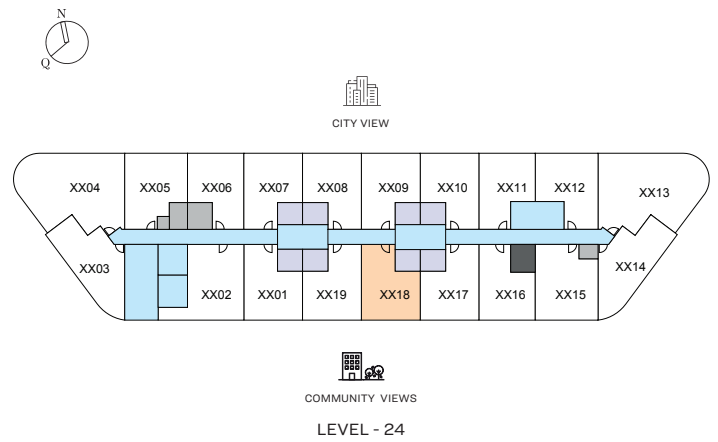 N
Q
CITY VIEW
XX04 XX05 XX06 XX07 XX08 XX09 XX10 XX11 XX12 XX13
XX03 XX02 XX01 XX19 XX18 XX17 XX16 XX15 XX14
COMMUNITY VIEWS
LEVEL - 24